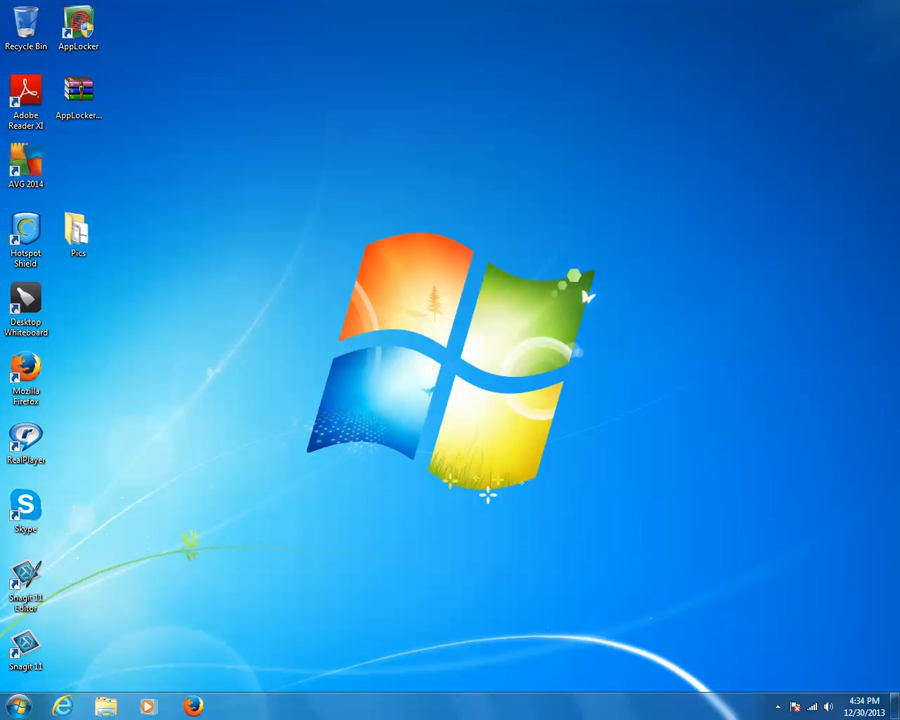 Recycle Bin
AppLocker
Adobe
Reader XI
AppLocker...
AVG 2014
Hotspot
Shield
Pics
Desktop
Whiteboard
Mozilla
Firefox
RealPlayer
Skype
Snagit 11
Editor
Snagit 11
4:34 PM
12/30/2013